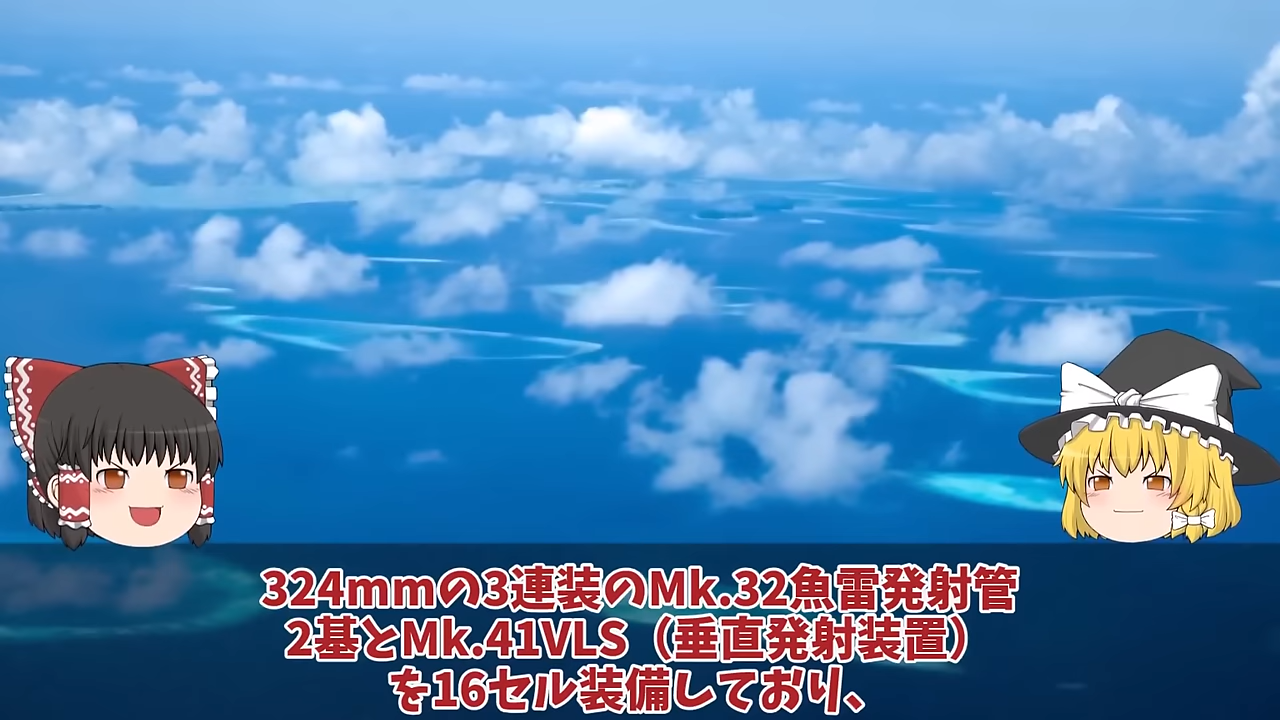 324mmの3連装のMk.32魚雷発射管
2基とMk.41VLS（垂直発射装置）
を16セル装備しており、